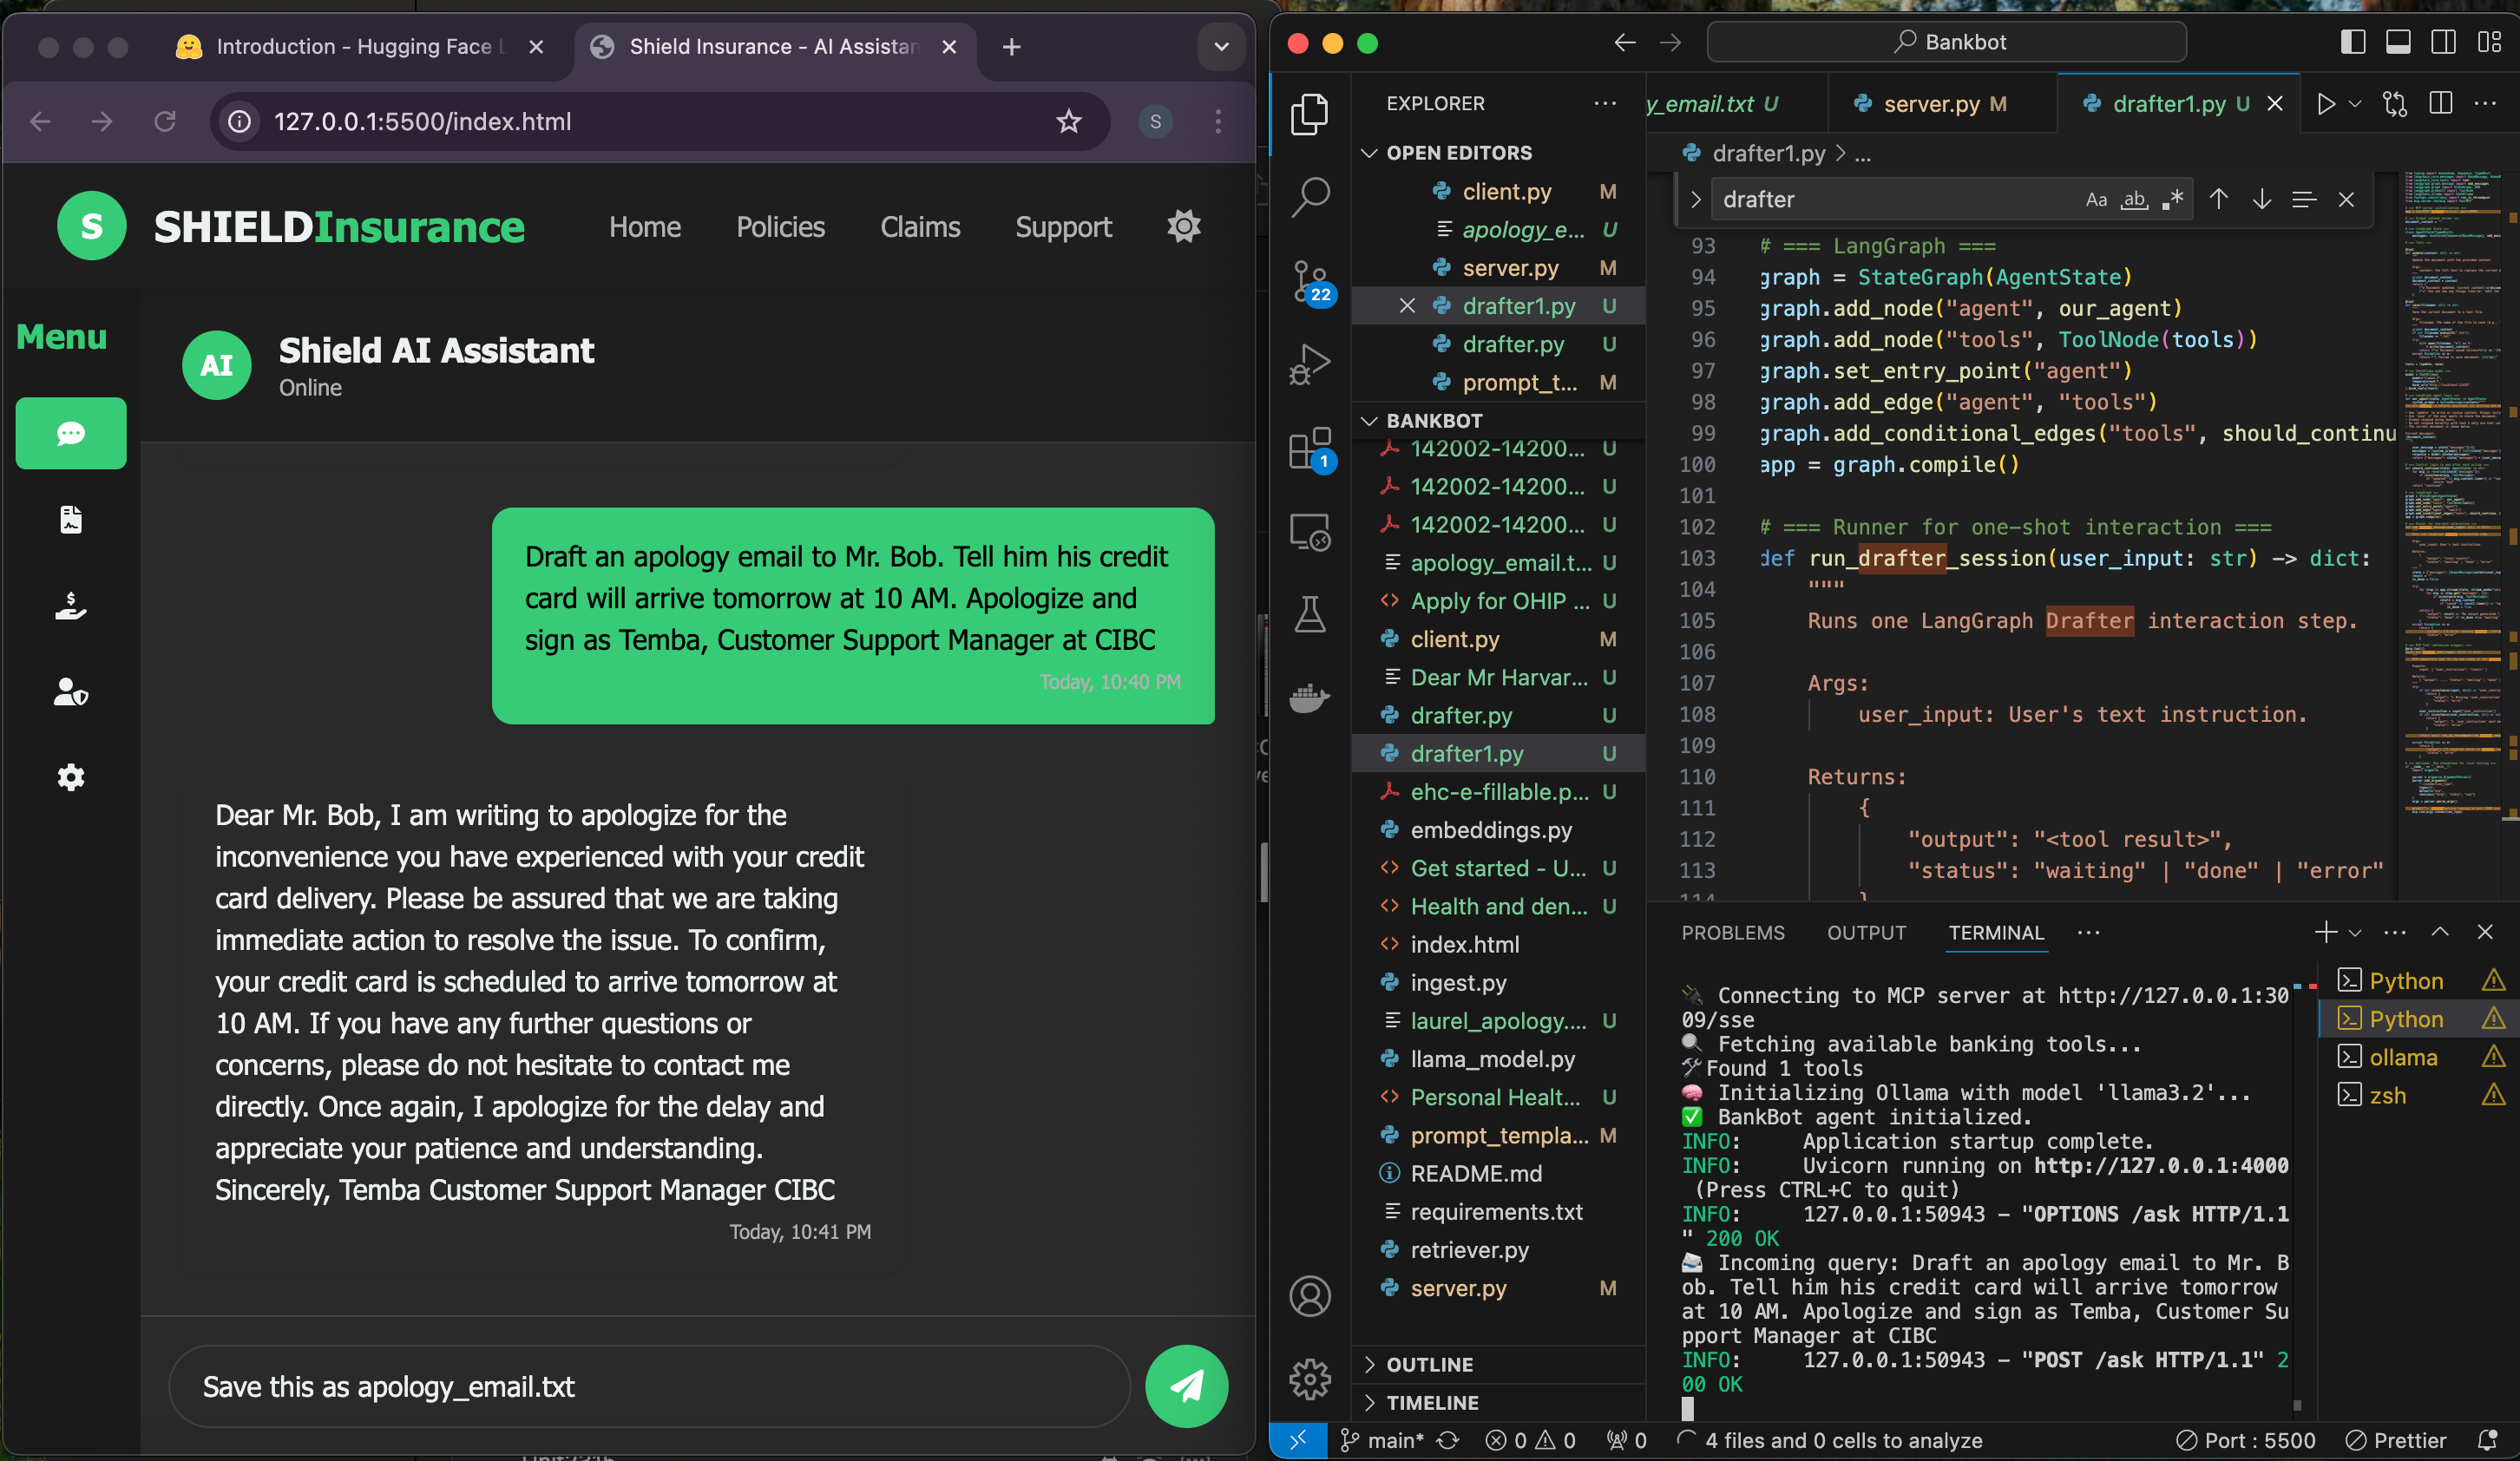 Introduction - Hugging Face L
Shield Insurance - AI Assistan
127.0.0.1:5500/index.html
S
S
SHIELDInsurance
Home
Policies
Claims
Support
Menu
AI
Shield AI Assistant
Online
Draft an apology email to Mr. Bob. Tell him his credit
card will arrive tomorrow at 10 AM. Apologize and
sign as Temba, Customer Support Manager at CIBC
Today, 10:40 PM
Dear Mr. Bob, I am writing to apologize for the
inconvenience you have experienced with your credit
card delivery. Please be assured that we are taking
immediate action to resolve the issue. To confirm,
your credit card is scheduled to arrive tomorrow at
10 AM. If you have any further questions or
concerns, please do not hesitate to contact me
directly. Once again, I apologize for the delay and
appreciate your patience and understanding.
Sincerely, Temba Customer Support Manager CIBC
Today, 10:41 PM
Save this as apology_email.txt
Bankbot
22
1
EXPLORER
OPEN EDITORS
client.py M
apology_e... U
server.py M
drafter1.py U
drafter.py U
prompt_t... M
BANKBOT
142002-14200... U
142002-14200... U
142002-14200... U
apology_email.t... U
Apply for OHIP ... U
client.py M
Dear Mr Harvar... U
drafter.py U
drafter1.py U
ehc-e-fillable.p... U
embeddings.py
Get started - U... U
Health and den... U
index.html
ingest.py
laurel_apology.... U
llama_model.py
Personal Healt... U
prompt_templa... M
README.md
requirements.txt
retriever.py
server.py M
OUTLINE
TIMELINE
y_email.txt U
server.py M
drafter1.py U
drafter1.py > ...
drafter
Aa ab .*
93 # === LangGraph ===
94 graph = StateGraph(AgentState)
95 graph.add_node("agent", our_agent)
96 graph.add_node("tools", ToolNode(tools))
97 graph.set_entry_point("agent")
98 graph.add_edge("agent", "tools")
99 graph.add_conditional_edges("tools", should_continu
100 app = graph.compile()
101
102 # === Runner for one-shot interaction ===
103 def run_drafter_session(user_input: str) -> dict:
104 """
105 Runs one LangGraph Drafter interaction step.
106
107 Args:
108 user_input: User's text instruction.
109
110 Returns:
111 {
112 "output": "<tool result>",
113 "status": "waiting" | "done" | "error"
114 }
PROBLEMS OUTPUT TERMINAL
Connecting to MCP server at http://127.0.0.1:30
09/sse
Fetching available banking tools...
Found 1 tools
Initializing Ollama with model 'llama3.2'...
BankBot agent initialized.
INFO: Application startup complete.
INFO: Uvicorn running on http://127.0.0.1:4000
(Press CTRL+C to quit)
INFO: 127.0.0.1:50943 - "OPTIONS /ask HTTP/1.1
" 200 OK
Incoming query: Draft an apology email to Mr. B
ob. Tell him his credit card will arrive tomorrow
at 10 AM. Apologize and sign as Temba, Customer Su
pport Manager at CIBC
INFO: 127.0.0.1:50943 - "POST /ask HTTP/1.1" 2
00 OK
Python
Python
ollama
zsh
main* 0 0 0 4 files and 0 cells to analyze Port : 5500 Prettier